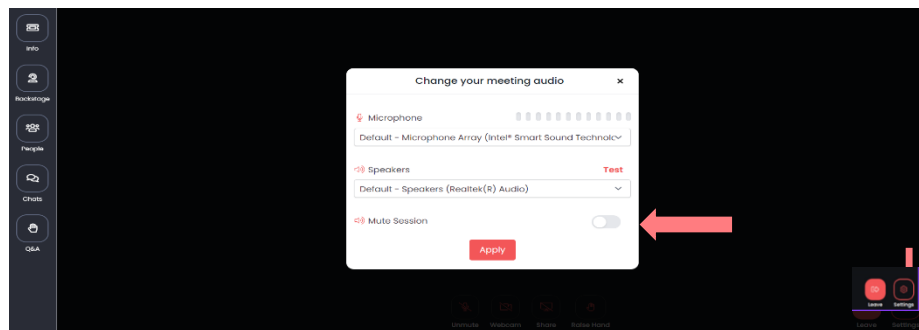 Info
Backstage
People
Chats
Q&A
Change your meeting audio ×
Microphone
Default - Microphone Array (Intel® Smart Sound Technolo
Speakers Test
Default - Speakers (Realtek(R) Audio)
Mute Session
Apply
Unmute Webcam Share Raise Hand
Leave Settings
Leave Settings